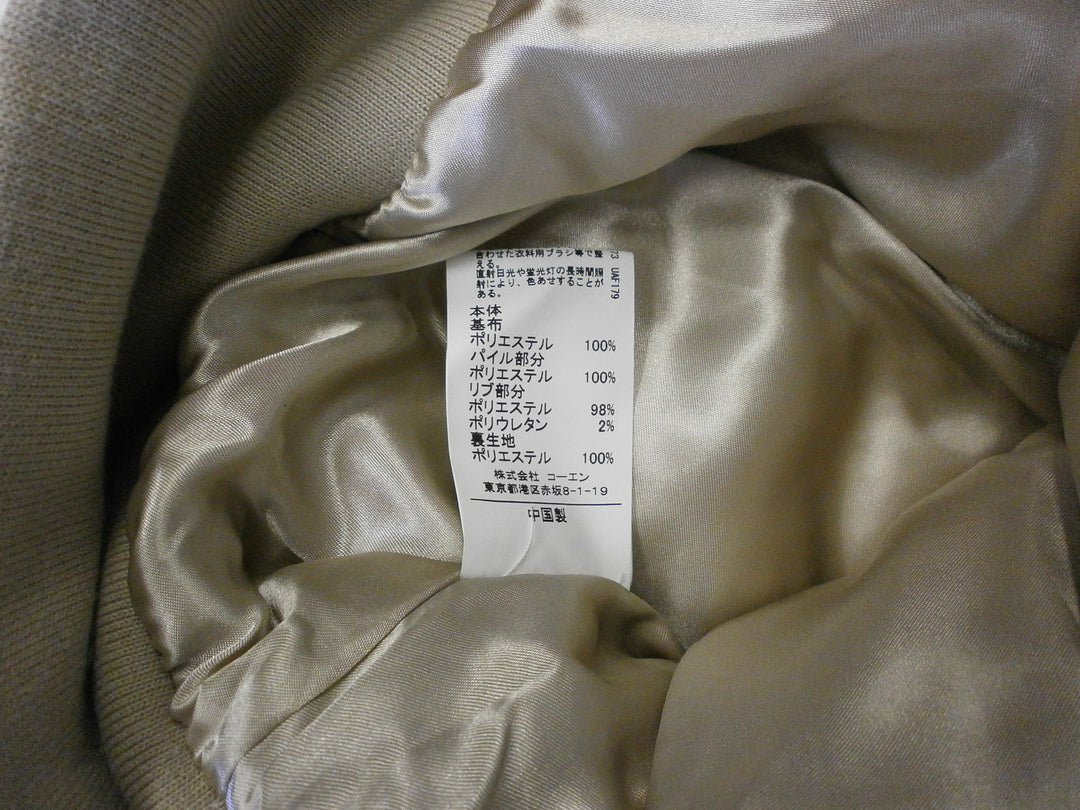 合わせた衣料用ブラシ等で整
える。
直射日光や蛍光灯の長時間照
射により、色あせすることが
ある。
本体
基布
ポリエステル 100%
パイル部分
ポリエステル 100%
リブ部分
ポリエステル 98%
ポリウレタン 2%
裏生地
ポリエステル 100%
株式会社 コーエン
東京都港区赤坂8-1-19
中国製
UAF179